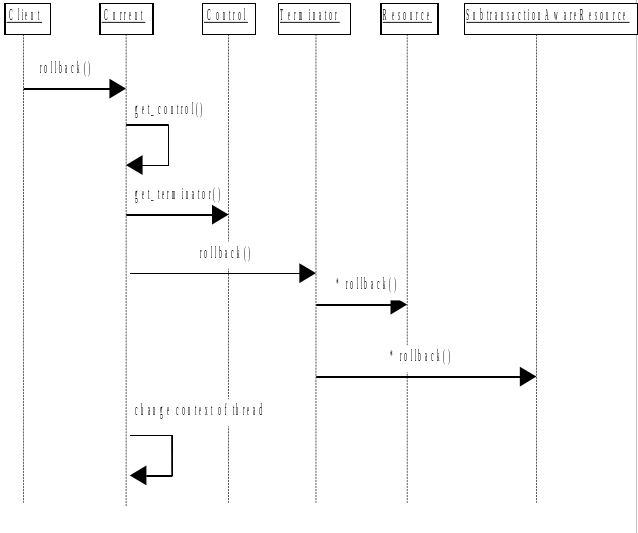 Client Current Control Terminator Resource SubtransactionAwareResource
rollback()
get_control()
get_terminator()
rollback()
* rollback()
* rollback()
change context of thread